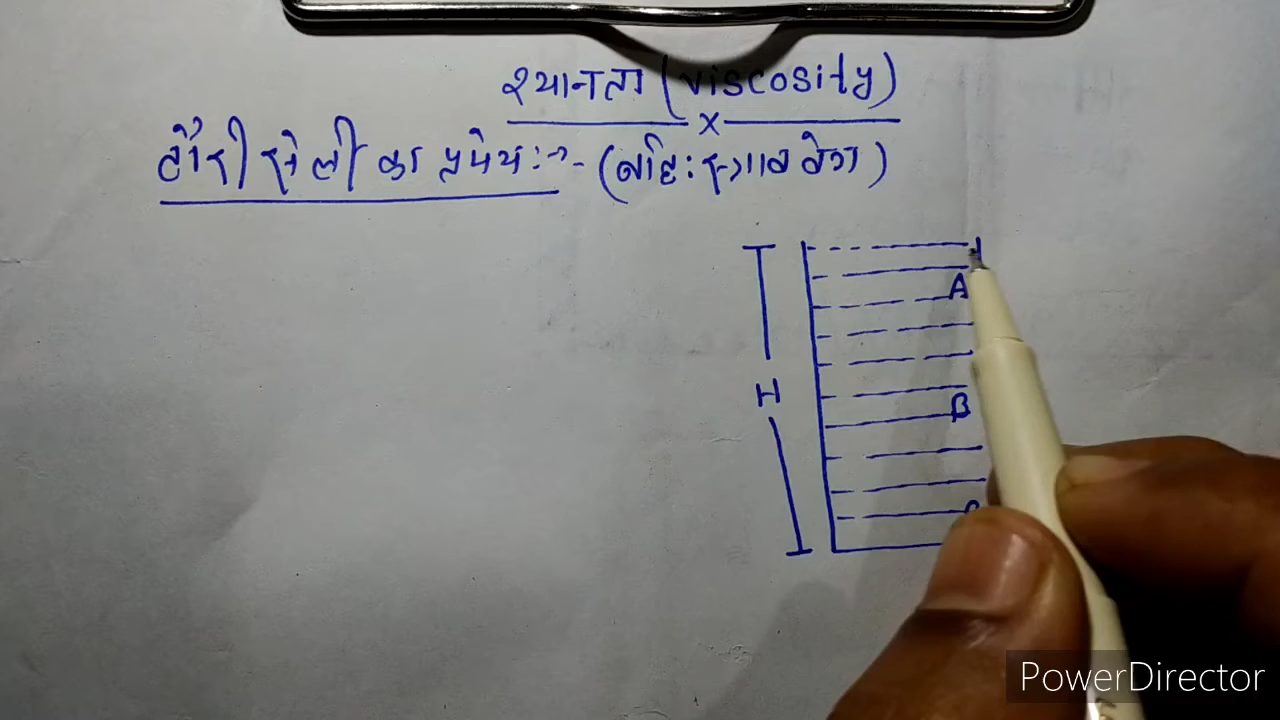 श्यानता (viscosity)
x
टौरी सेली का प्रमेय :-- (बहिःस्राव वेग)
A
H
B
C
PowerDirector